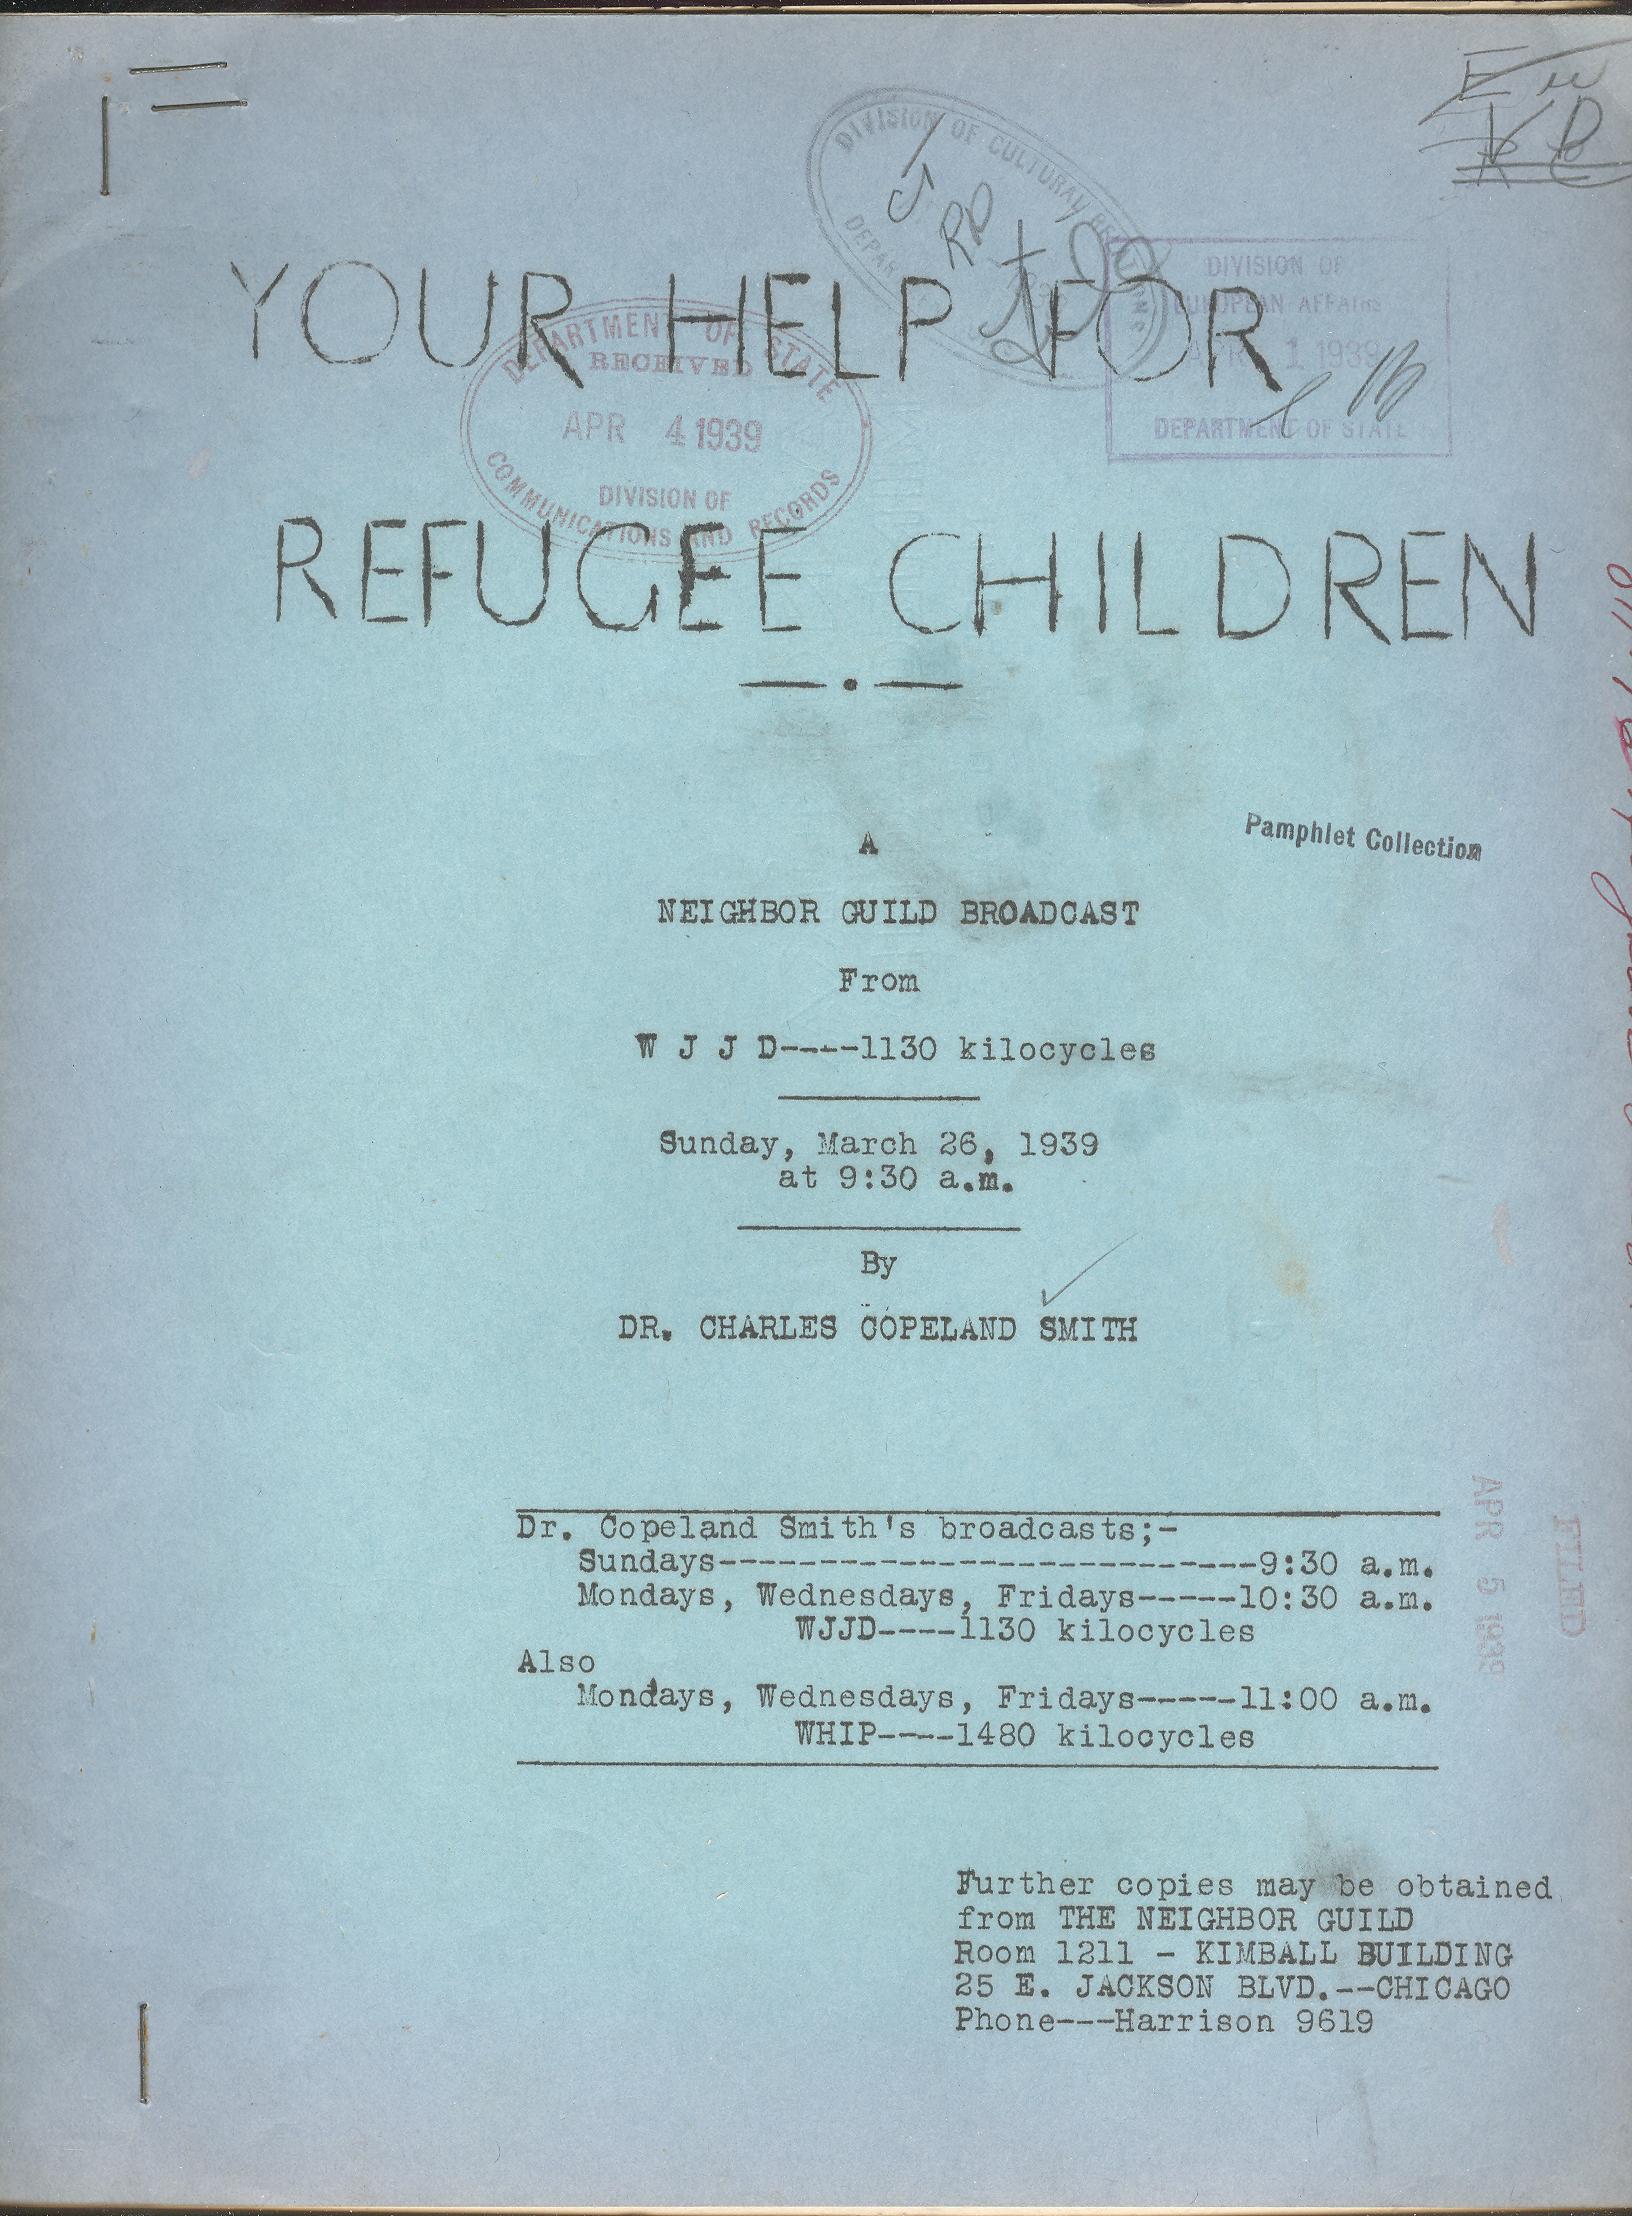 DIVISION OF CULTURAL RELATIONS
YOUR HELP FOR
DEPARTMENT OF STATE
RECEIVED
APR 4 1939
DIVISION OF
COMMUNICATIONS AND RECORDS
DIVISION OF
EUROPEAN AFFAIRS
APR 1 1939
DEPARTMENT OF STATE
REFUGEE CHILDREN
Pamphlet Collection
A
NEIGHBOR GUILD BROADCAST
From
W J J D----1130 kilocycles
Sunday, March 26, 1939
at 9:30 a.m.
By
DR. CHARLES COPELAND SMITH
Dr. Copeland Smith's broadcasts;-
Sundays---------------------------9:30 a.m.
Mondays, Wednesdays, Fridays-----10:30 a.m.
WJJD----1130 kilocycles
Also
Mondays, Wednesdays, Fridays-----11:00 a.m.
WHIP----1480 kilocycles
FILED
APR 5 1939
Further copies may be obtained
from THE NEIGHBOR GUILD
Room 1211 - KIMBALL BUILDING
25 E. JACKSON BLVD.--CHICAGO
Phone---Harrison 9619